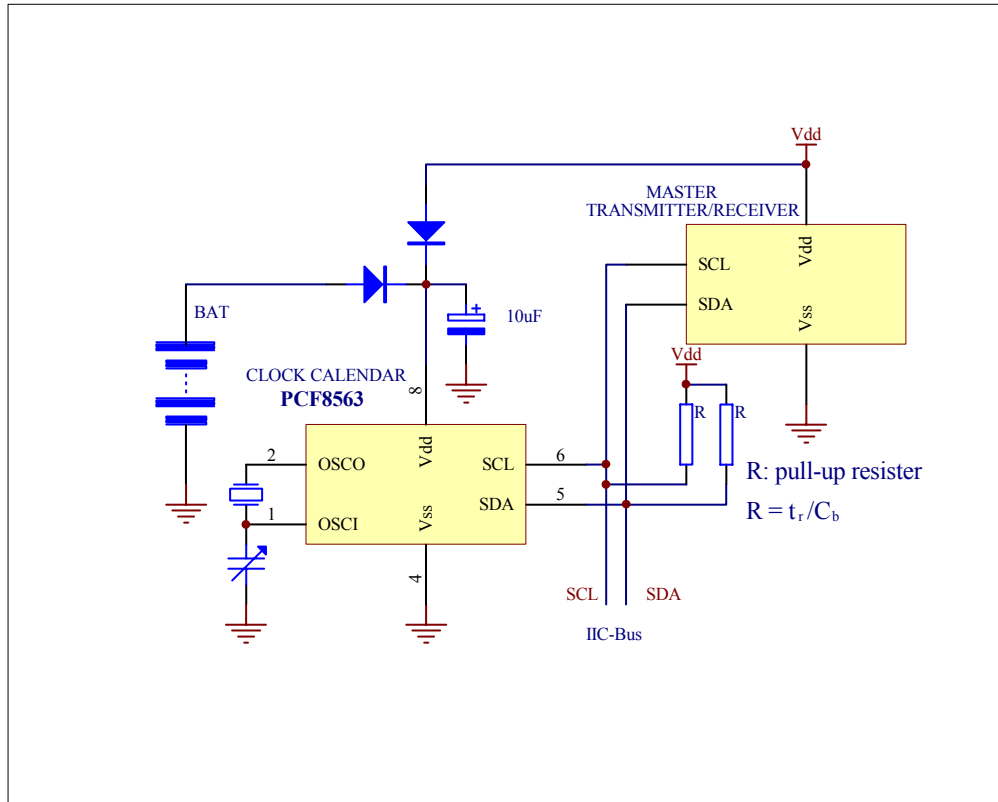 Vdd
MASTER
TRANSMITTER/RECEIVER
SCL
Vdd
SDA
Vss
BAT
10uF
Vdd
CLOCK CALENDAR
PCF8563
8
R
R
2
OSCO
Vdd
SCL
6
1
OSCI
Vss
SDA
5
R: pull-up resister
R = tr/Cb
4
SCL
SDA
IIC-Bus